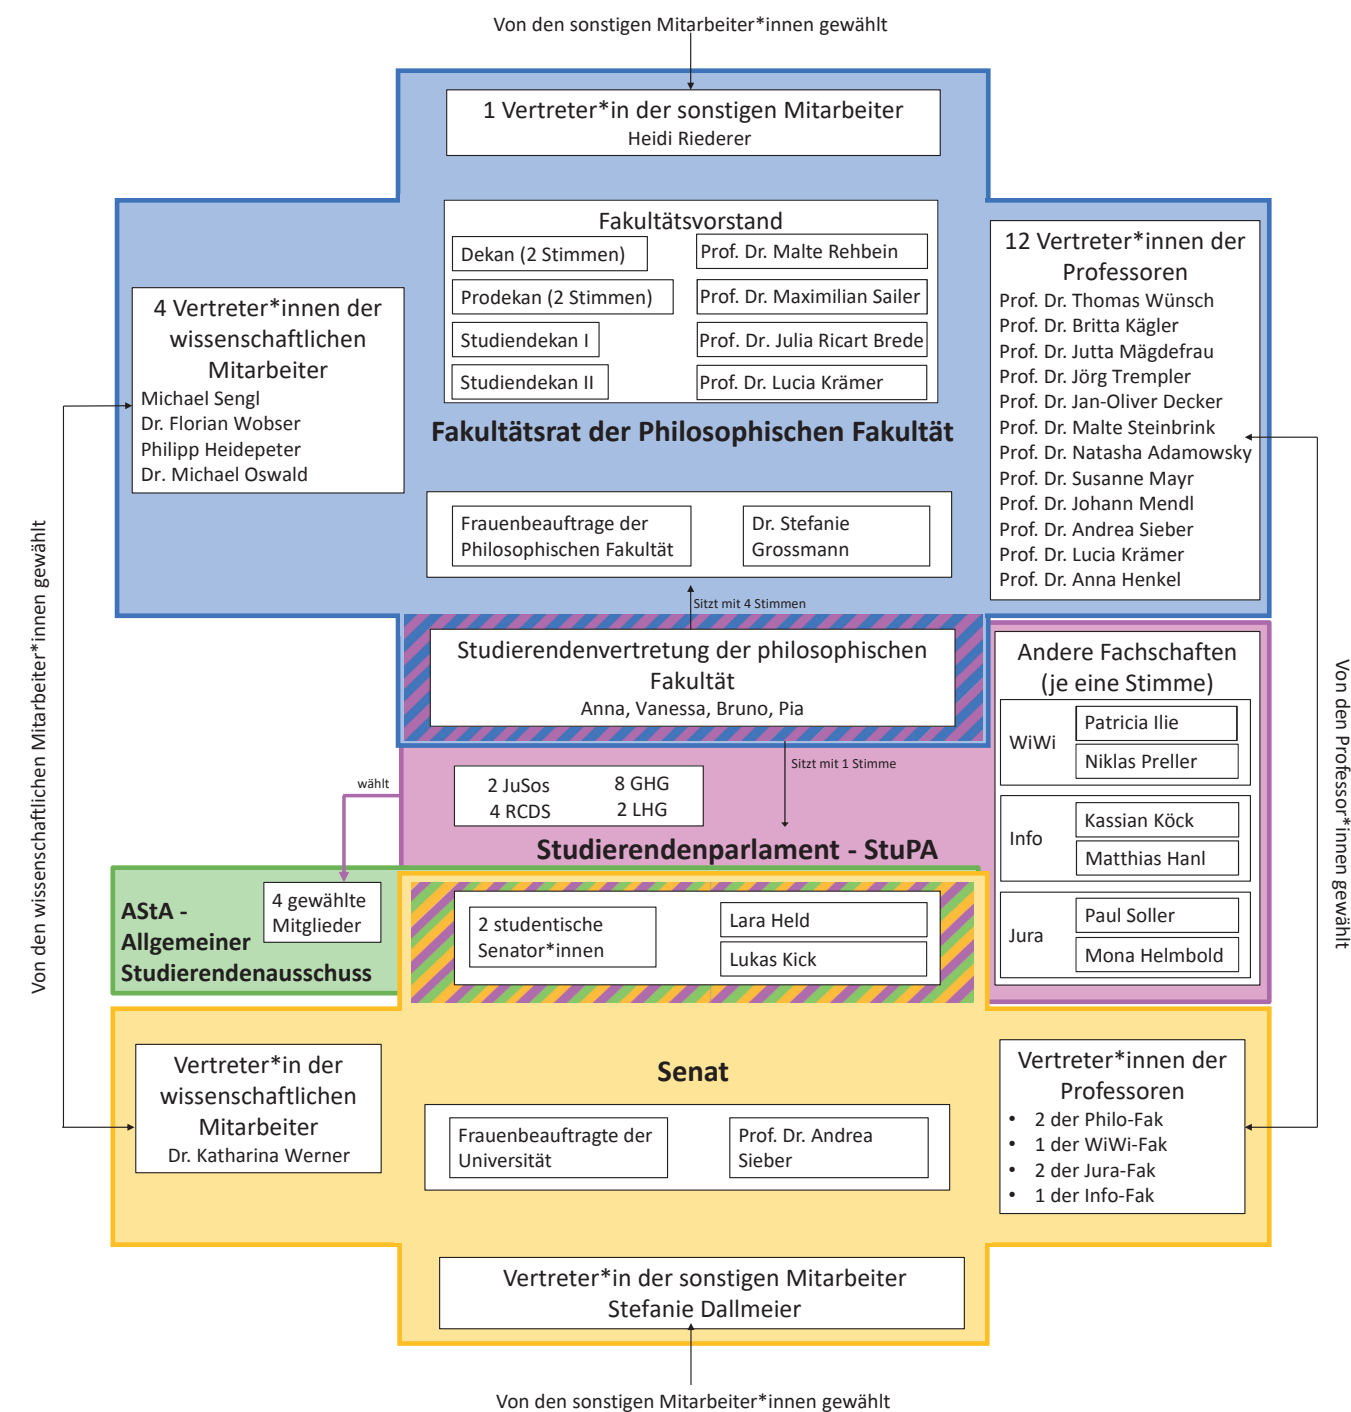 Von den sonstigen Mitarbeiter*innen gewählt
1 Vertreter*in der sonstigen Mitarbeiter
Heidi Riederer
Fakultätsvorstand
Dekan (2 Stimmen)
Prof. Dr. Malte Rehbein
Prodekan (2 Stimmen)
Prof. Dr. Maximilian Sailer
Studiendekan I
Prof. Dr. Julia Ricart Brede
Studiendekan II
Prof. Dr. Lucia Krämer
4 Vertreter*innen der
wissenschaftlichen
Mitarbeiter
Michael Sengl
Dr. Florian Wobser
Philipp Heidepeter
Dr. Michael Oswald
12 Vertreter*innen der
Professoren
Prof. Dr. Thomas Wünsch
Prof. Dr. Britta Kägler
Prof. Dr. Jutta Mägdefrau
Prof. Dr. Jörg Trempler
Prof. Dr. Jan-Oliver Decker
Prof. Dr. Malte Steinbrink
Prof. Dr. Natasha Adamowsky
Prof. Dr. Susanne Mayr
Prof. Dr. Johann Mendl
Prof. Dr. Andrea Sieber
Prof. Dr. Lucia Krämer
Prof. Dr. Anna Henkel
Fakultätsrat der Philosophischen Fakultät
Frauenbeauftrage der
Philosophischen Fakultät
Dr. Stefanie
Grossmann
Sitzt mit 4 Stimmen
Studierendenvertretung der philosophischen
Fakultät
Anna, Vanessa, Bruno, Pia
Sitzt mit 1 Stimme
Andere Fachschaften
(je eine Stimme)
WiWi
Patricia Ilie
Niklas Preller
Info
Kassian Köck
Matthias Hanl
Jura
Paul Soller
Mona Helmbold
wählt
2 JuSos
8 GHG
4 RCDS
2 LHG
Studierendenparlament - StuPA
AStA -
Allgemeiner
Studierendenausschuss
4 gewählte
Mitglieder
2 studentische
Senator*innen
Lara Held
Lukas Kick
Von den wissenschaftlichen Mitarbeiter*innen gewählt
Von den Professor*innen gewählt
Vertreter*in der
wissenschaftlichen
Mitarbeiter
Dr. Katharina Werner
Senat
Frauenbeauftragte der
Universität
Prof. Dr. Andrea
Sieber
Vertreter*innen der
Professoren
• 2 der Philo-Fak
• 1 der WiWi-Fak
• 2 der Jura-Fak
• 1 der Info-Fak
Vertreter*in der sonstigen Mitarbeiter
Stefanie Dallmeier
Von den sonstigen Mitarbeiter*innen gewählt